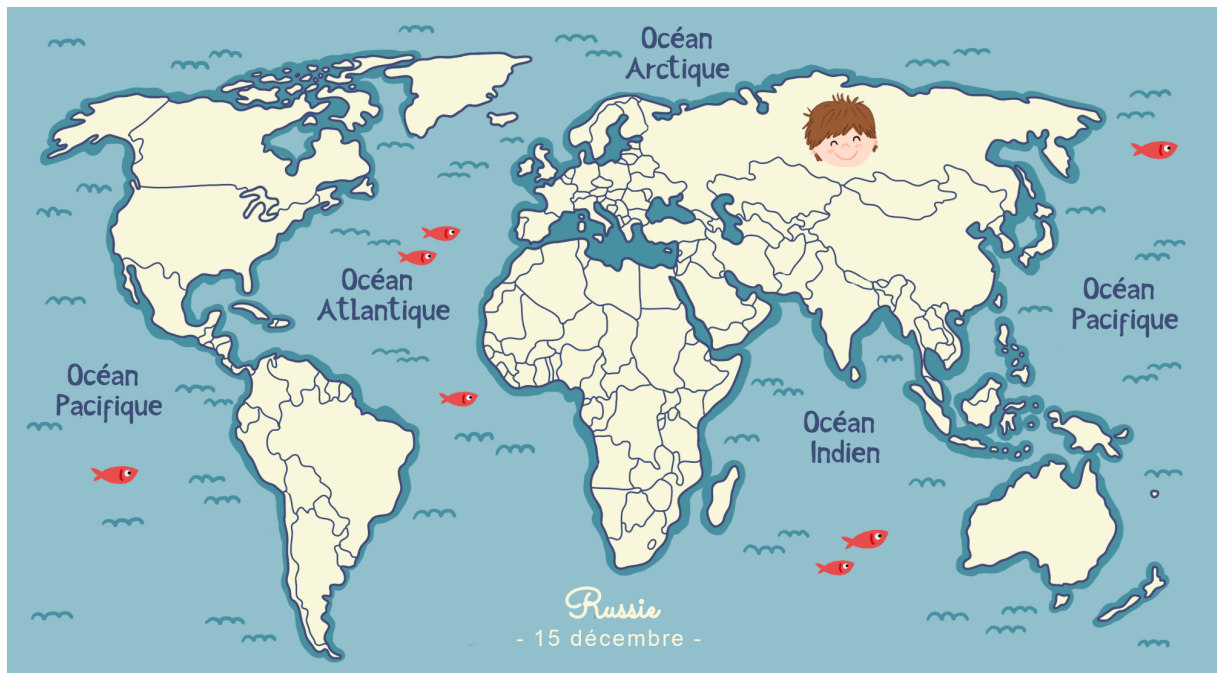 Océan
Arctique
Océan
Atlantique
Océan
Pacifique
Océan
Pacifique
Océan
Indien
Russie
- 15 décembre -